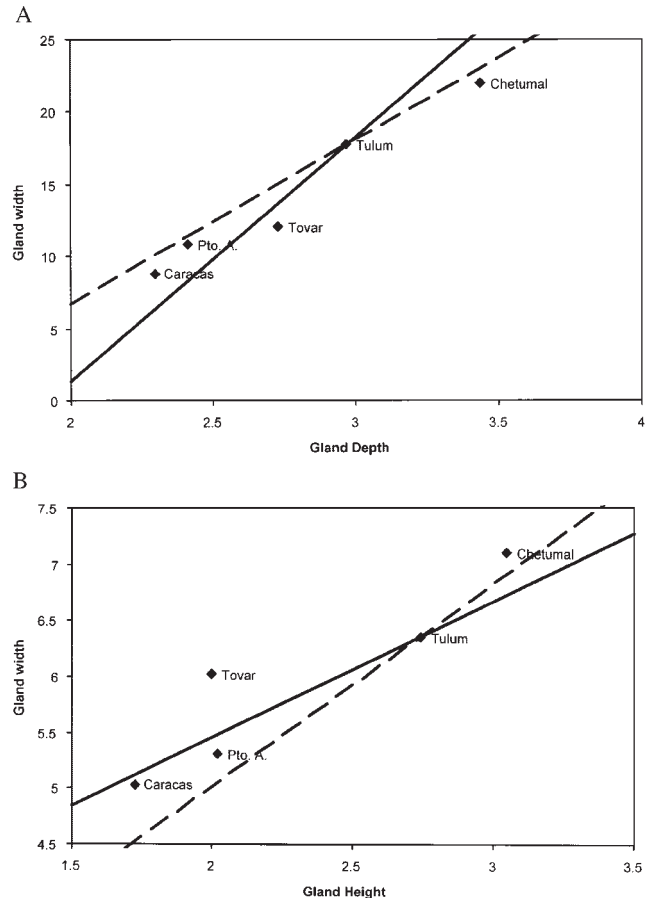 A
25
20
15
10
5
0
Gland width
Chetumal
Tulum
Tovar
Pto. A.
Caracas
2 2.5 3 3.5 4
Gland Depth
B
7.5
7
6.5
6
5.5
5
4.5
Gland width
Chetumal
Tulum
Tovar
Pto. A.
Caracas
1.5 2 2.5 3 3.5
Gland Height